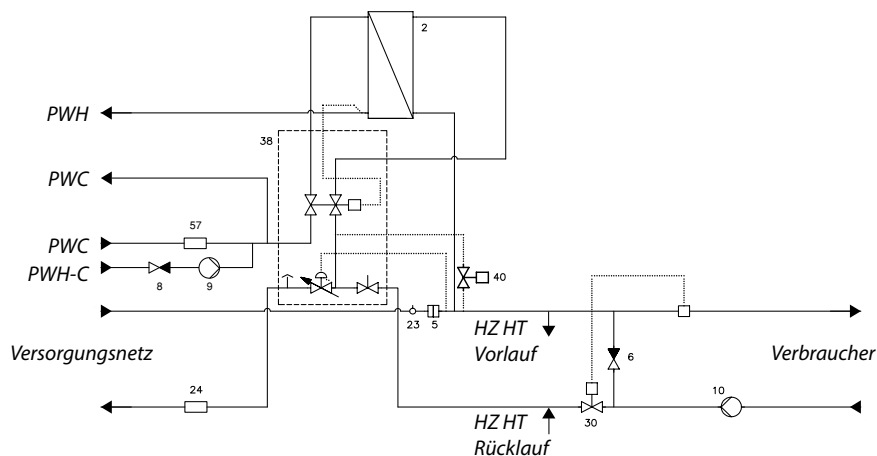 2
PWH
38
PWC
57
PWC
PWH-C
8
9
40
23
5
HZ HT
Vorlauf
Versorgungsnetz
Verbraucher
6
24
10
30
HZ HT
Rücklauf